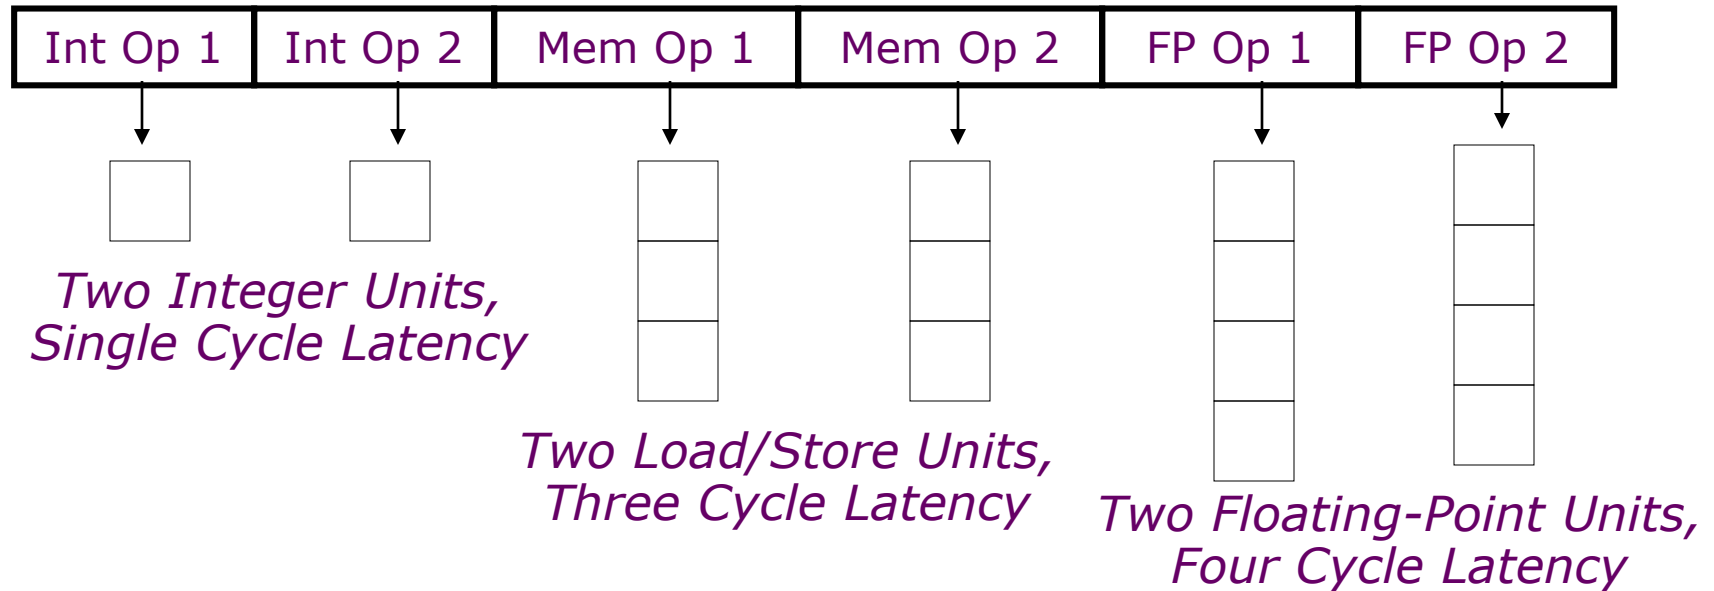 Int Op 1 Int Op 2 Mem Op 1 Mem Op 2 FP Op 1 FP Op 2
Two Integer Units,
Single Cycle Latency
Two Load/Store Units,
Three Cycle Latency
Two Floating-Point Units,
Four Cycle Latency